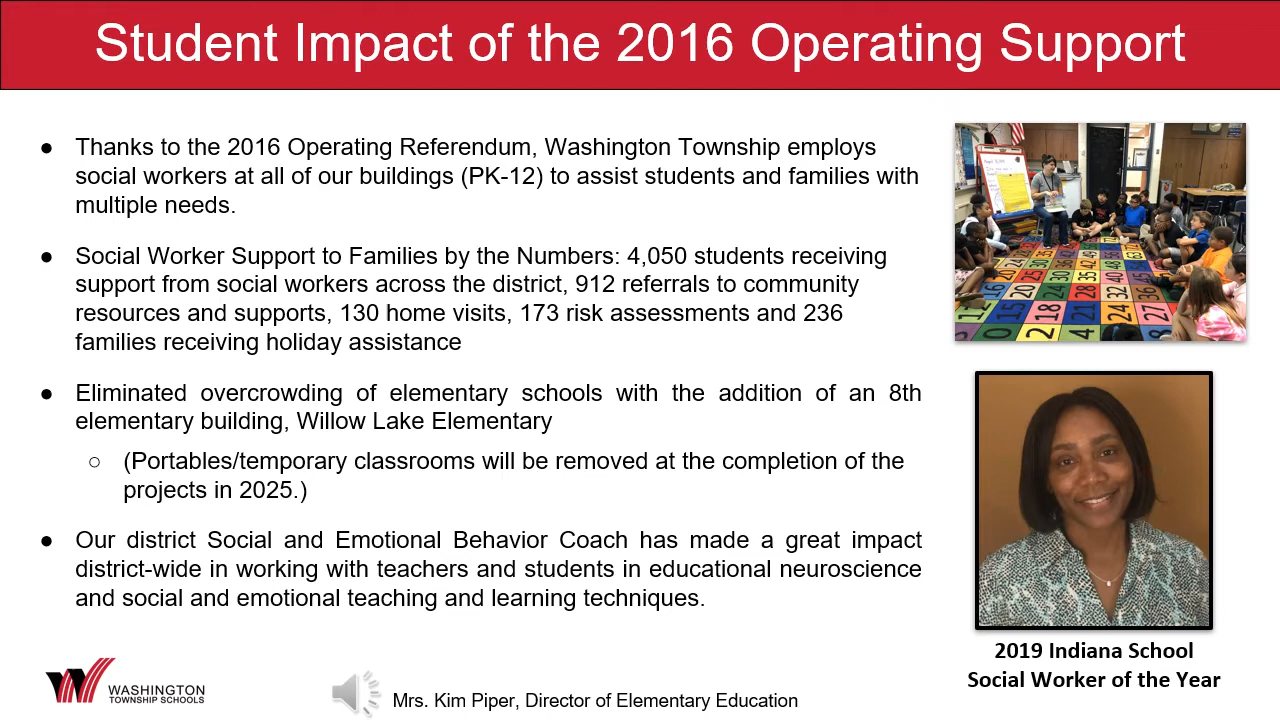 Student Impact of the 2016 Operating Support
● Thanks to the 2016 Operating Referendum, Washington Township employs
social workers at all of our buildings (PK-12) to assist students and families with
multiple needs.
● Social Worker Support to Families by the Numbers: 4,050 students receiving
support from social workers across the district, 912 referrals to community
resources and supports, 130 home visits, 173 risk assessments and 236
families receiving holiday assistance
● Eliminated overcrowding of elementary schools with the addition of an 8th
elementary building, Willow Lake Elementary
○ (Portables/temporary classrooms will be removed at the completion of the
projects in 2025.)
● Our district Social and Emotional Behavior Coach has made a great impact
district-wide in working with teachers and students in educational neuroscience
and social and emotional teaching and learning techniques.
2019 Indiana School
Social Worker of the Year
WASHINGTON
TOWNSHIP SCHOOLS
Mrs. Kim Piper, Director of Elementary Education